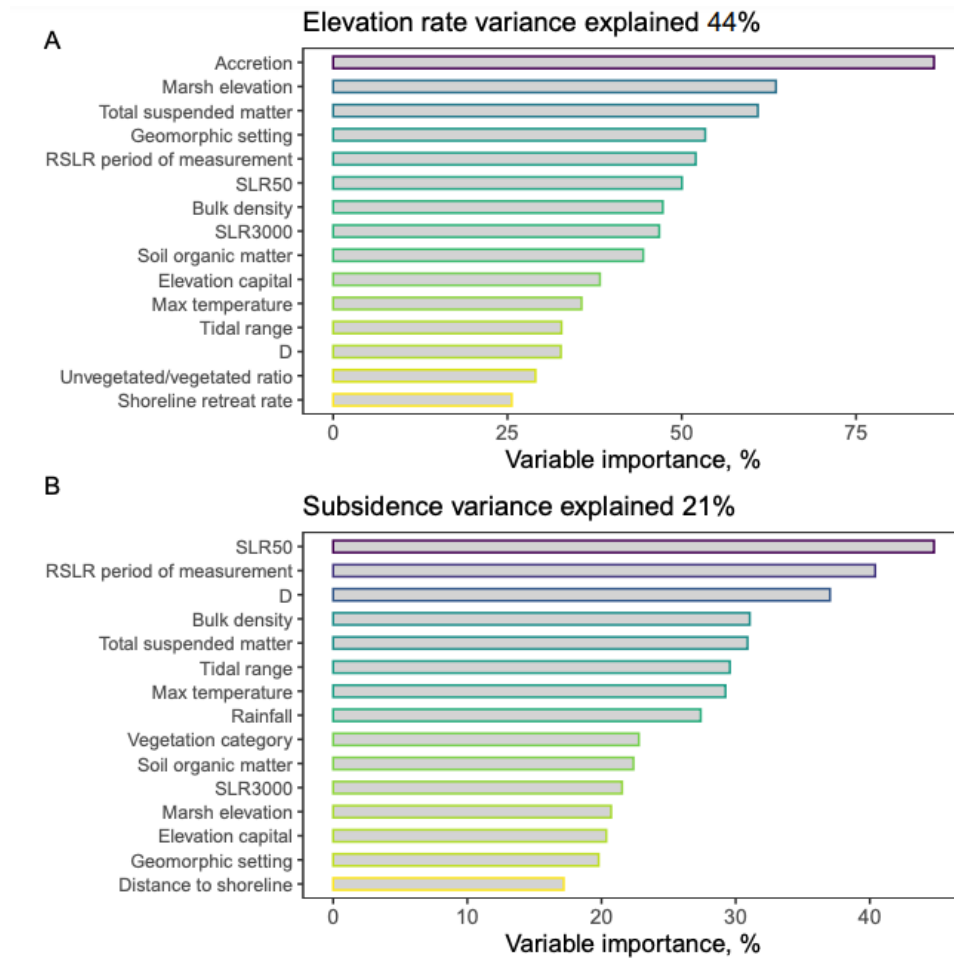 A
Elevation rate variance explained 44%
Accretion
Marsh elevation
Total suspended matter
Geomorphic setting
RSLR period of measurement
SLR50
Bulk density
SLR3000
Soil organic matter
Elevation capital
Max temperature
Tidal range
D
Unvegetated/vegetated ratio
Shoreline retreat rate
0 25 50 75
Variable importance, %
B
Subsidence variance explained 21%
SLR50
RSLR period of measurement
D
Bulk density
Total suspended matter
Tidal range
Max temperature
Rainfall
Vegetation category
Soil organic matter
SLR3000
Marsh elevation
Elevation capital
Geomorphic setting
Distance to shoreline
0 10 20 30 40
Variable importance, %